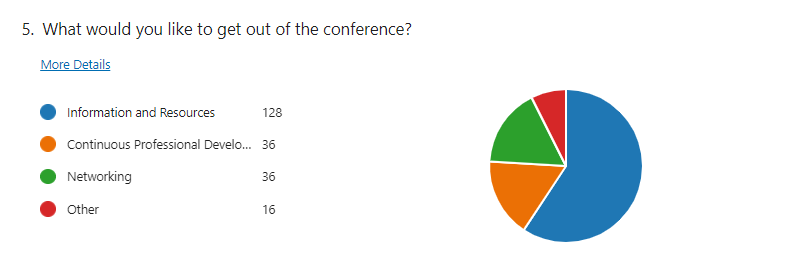 5. What would you like to get out of the conference?
More Details
Information and Resources 128
Continuous Professional Develo... 36
Networking 36
Other 16